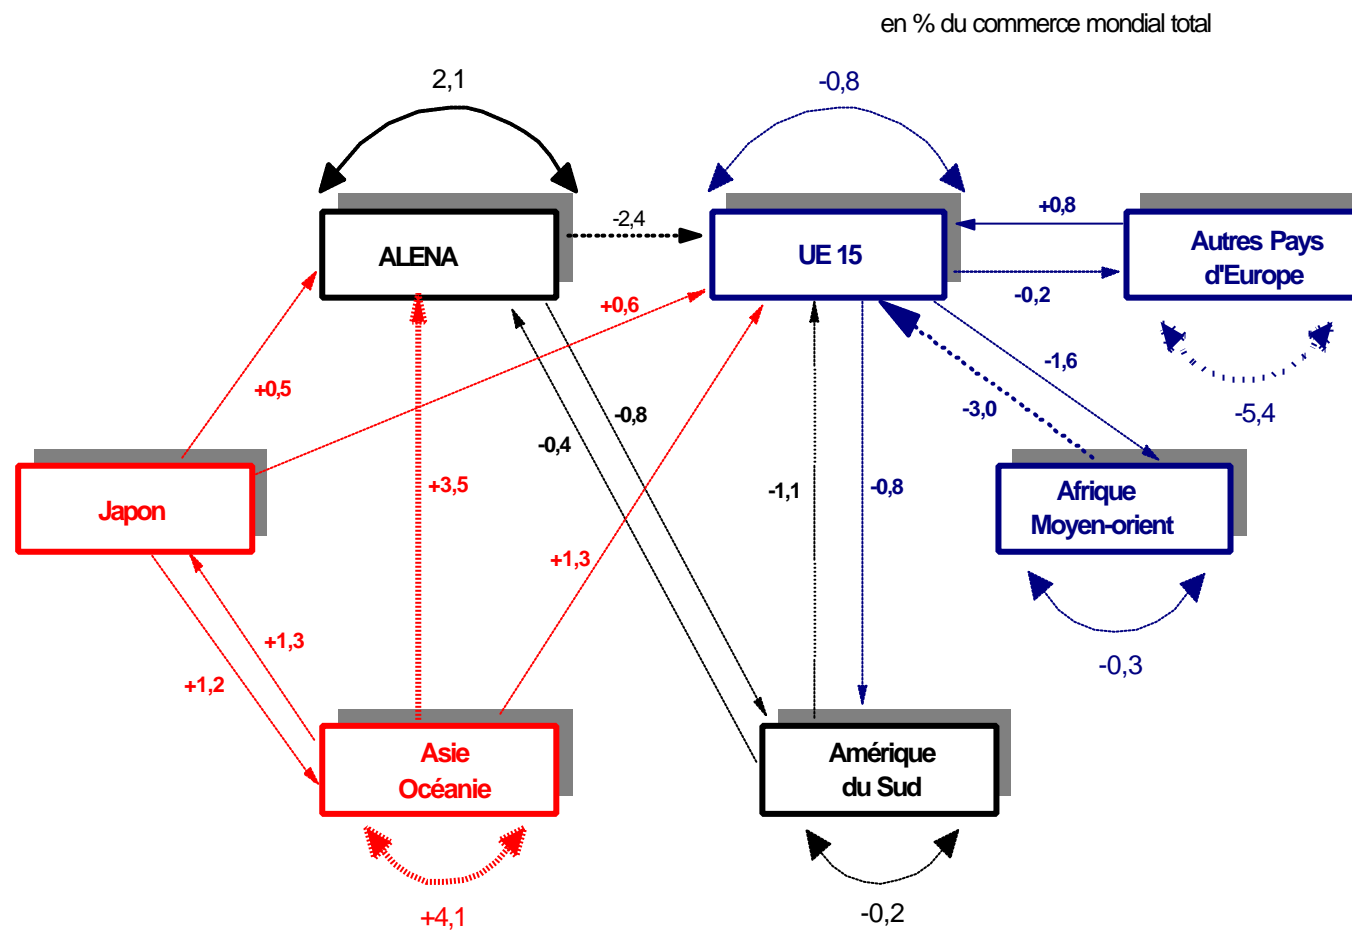 en % du commerce mondial total
2,1
-0,8
-2,4
+0,8
ALENA
UE 15
Autres Pays
d'Europe
-0,2
+0,6
+0,5
-1,6
-3,0
-5,4
-0,8
-0,4
Japon
+3,5
-1,1
-0,8
Afrique
Moyen-orient
+1,3
+1,3
+1,2
-0,3
Asie
Océanie
Amérique
du Sud
+4,1
-0,2